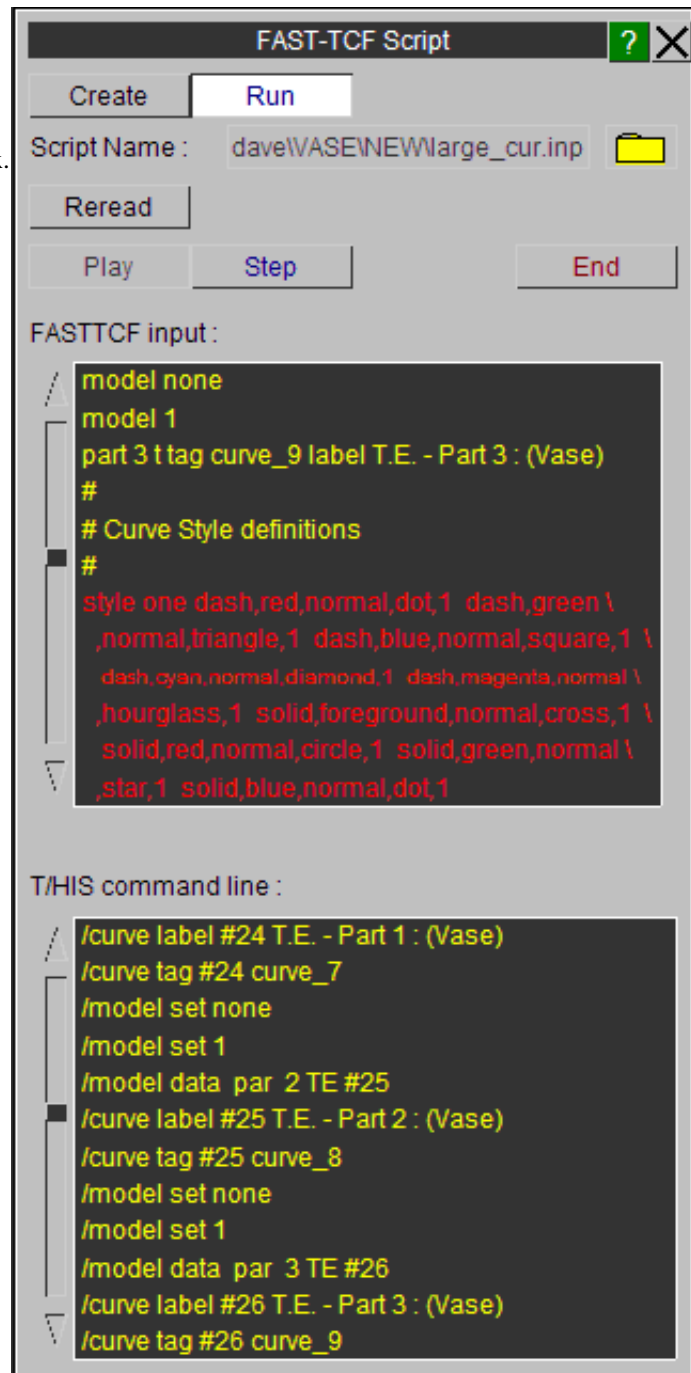 FAST-TCF Script ? X
Create Run
Script Name : dave\VASE\NEW\large_cur.inp
Reread
Play Step End
FASTTCF input :
model none
model 1
part 3 t tag curve_9 label T.E. - Part 3 : (Vase)
#
# Curve Style definitions
#
style one dash,red,normal,dot,1 dash,green \
,normal,triangle,1 dash,blue,normal,square,1 \
dash,cyan,normal,diamond,1 dash,magenta,normal \
,hourglass,1 solid,foreground,normal,cross,1 \
solid,red,normal,circle,1 solid,green,normal \
,star,1 solid,blue,normal,dot,1
T/HIS command line :
/curve label #24 T.E. - Part 1 : (Vase)
/curve tag #24 curve_7
/model set none
/model set 1
/model data par 2 TE #25
/curve label #25 T.E. - Part 2 : (Vase)
/curve tag #25 curve_8
/model set none
/model set 1
/model data par 3 TE #26
/curve label #26 T.E. - Part 3 : (Vase)
/curve tag #26 curve_9